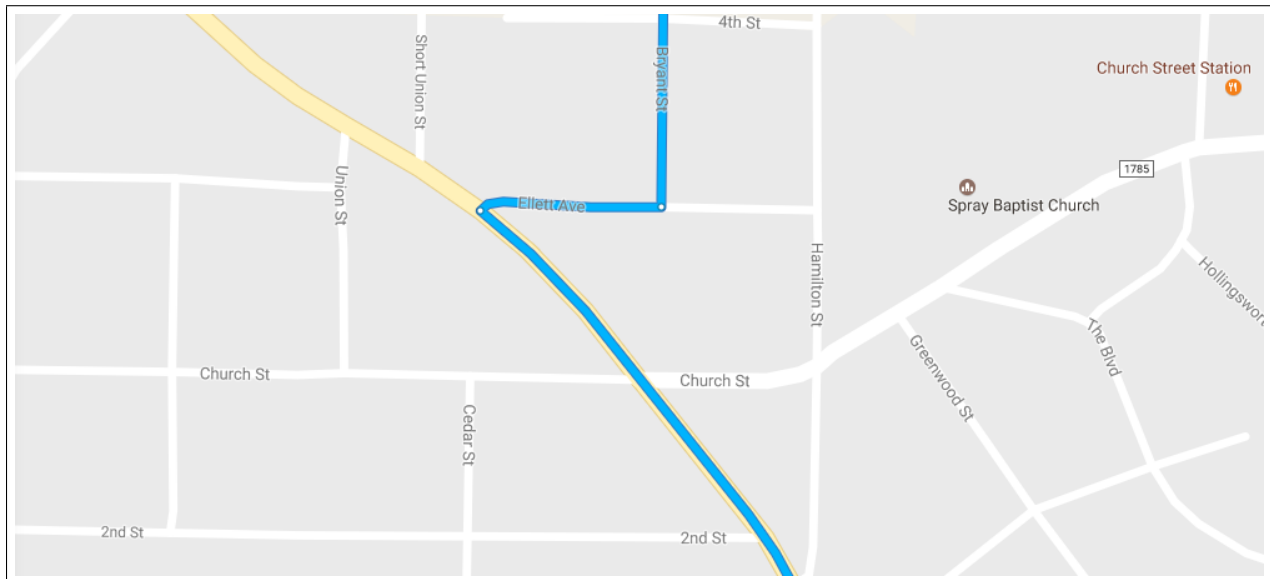 4th St
Short Union St
Bryant St
Church Street Station
1785
Union St
Ellett Ave
Spray Baptist Church
Hamilton St
Hollingswort
The Blvd
Greenwood St
Church St
Church St
Cedar St
2nd St
2nd St